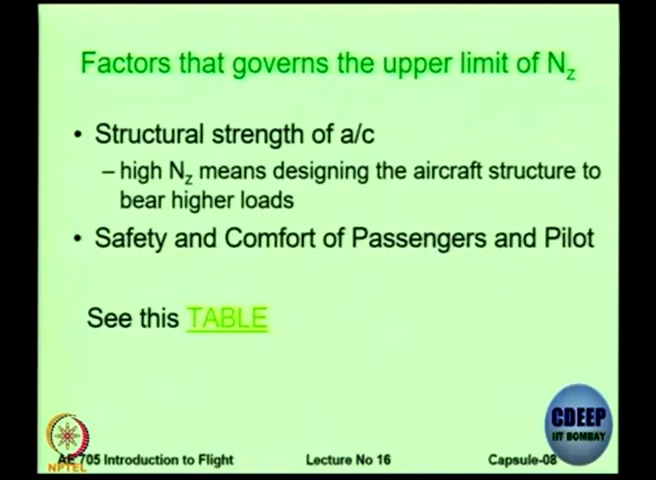 Factors that governs the upper limit of Nz
• Structural strength of a/c
– high Nz means designing the aircraft structure to
bear higher loads
• Safety and Comfort of Passengers and Pilot
See this TABLE
CDEEP
IIT BOMBAY
NPTEL
AE 705 Introduction to Flight
Lecture No 16
Capsule-08